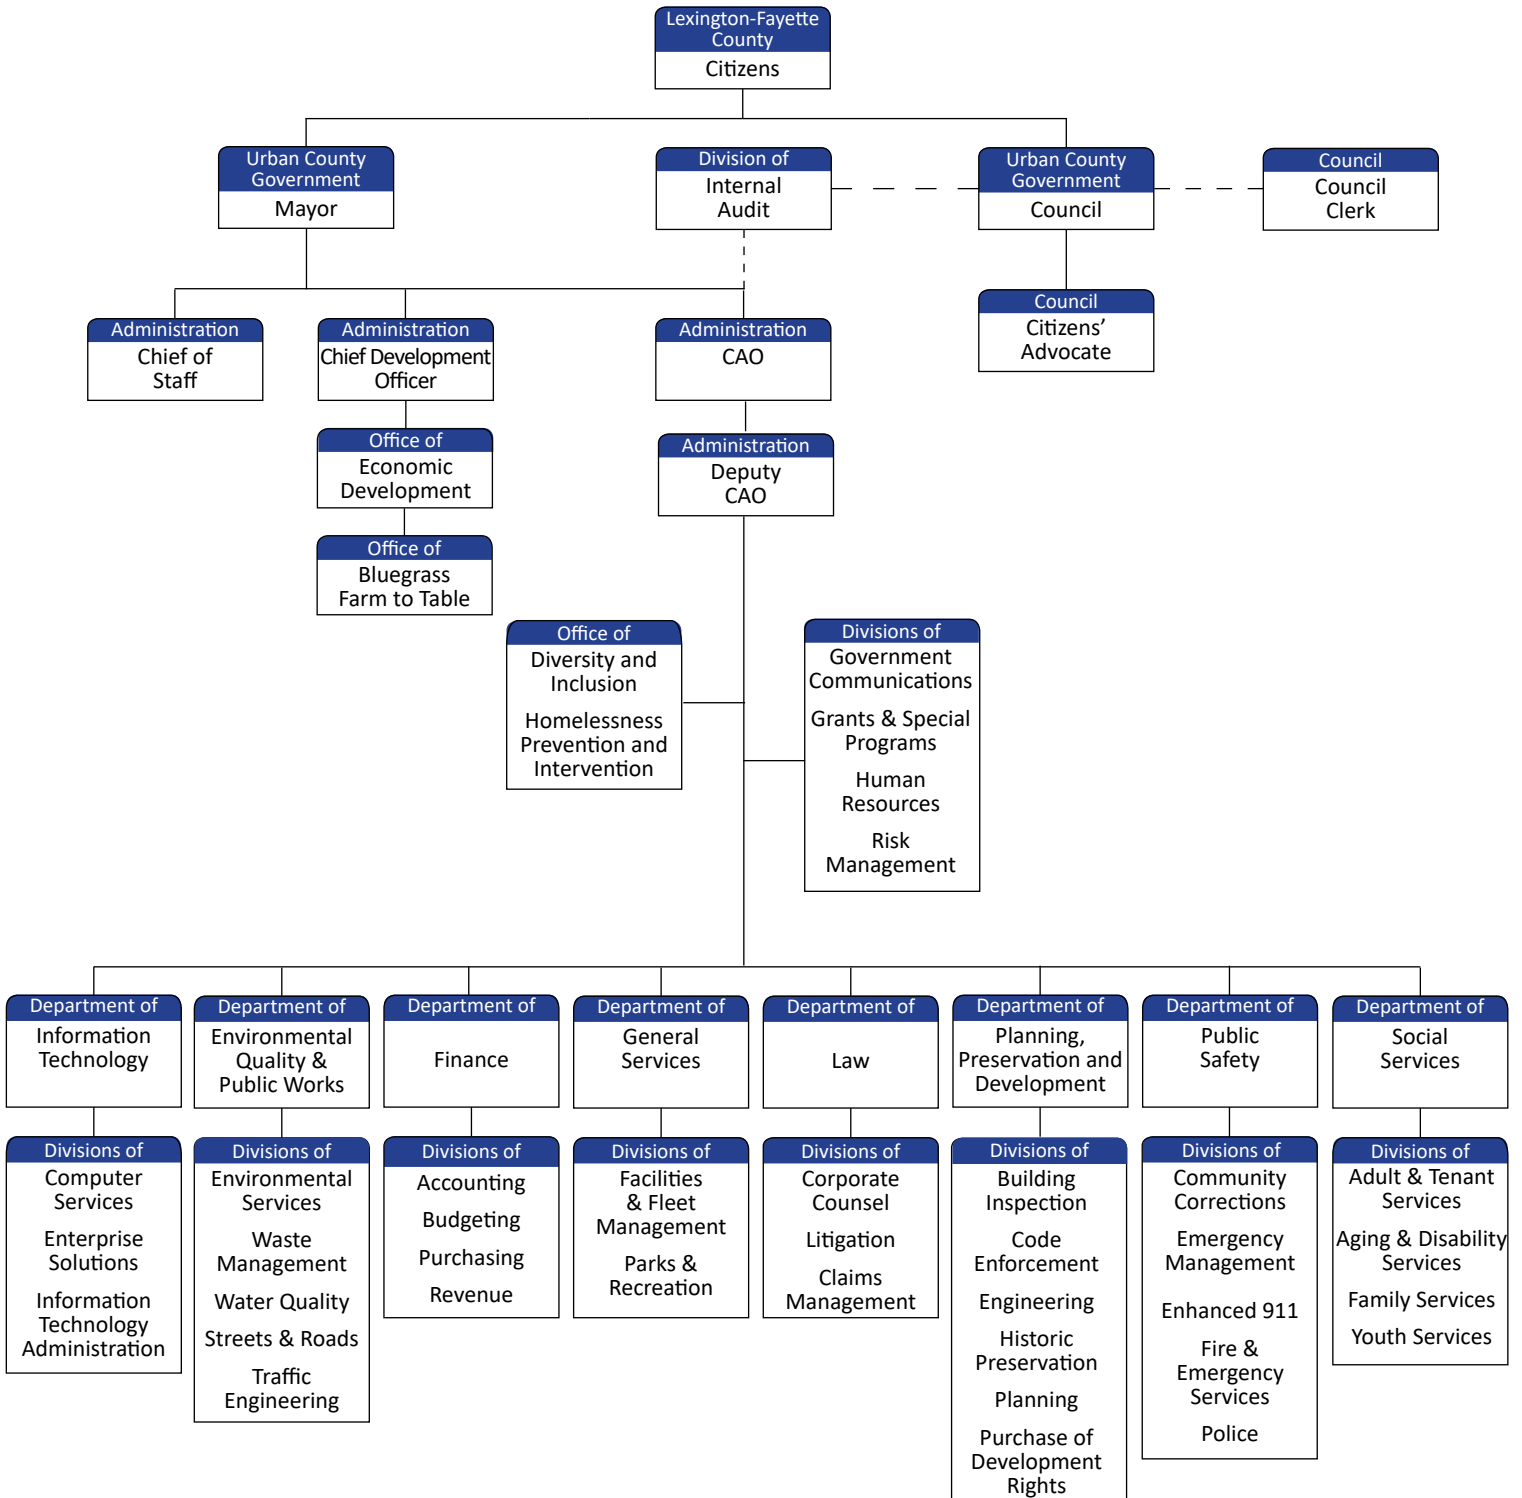 Lexington-Fayette
County
Citizens
Urban County
Government
Mayor
Division of
Internal
Audit
Urban County
Government
Council
Council
Council
Clerk
Administration
Chief of
Staff
Administration
Chief Development
Officer
Administration
CAO
Council
Citizens’
Advocate
Office of
Economic
Development
Administration
Deputy
CAO
Office of
Bluegrass
Farm to Table
Office of
Diversity and
Inclusion
Homelessness
Prevention and
Intervention
Divisions of
Government
Communications
Grants & Special
Programs
Human
Resources
Risk
Management
Department of
Information
Technology
Department of
Environmental
Quality &
Public Works
Department of
Finance
Department of
General
Services
Department of
Law
Department of
Planning,
Preservation and
Development
Department of
Public
Safety
Department of
Social
Services
Divisions of
Computer
Services
Enterprise
Solutions
Information
Technology
Administration
Divisions of
Environmental
Services
Waste
Management
Water Quality
Streets & Roads
Traffic
Engineering
Divisions of
Accounting
Budgeting
Purchasing
Revenue
Divisions of
Facilities
& Fleet
Management
Parks &
Recreation
Divisions of
Corporate
Counsel
Litigation
Claims
Management
Divisions of
Building
Inspection
Code
Enforcement
Engineering
Historic
Preservation
Planning
Purchase of
Development
Rights
Divisions of
Community
Corrections
Emergency
Management
Enhanced 911
Fire &
Emergency
Services
Police
Divisions of
Adult & Tenant
Services
Aging & Disability
Services
Family Services
Youth Services